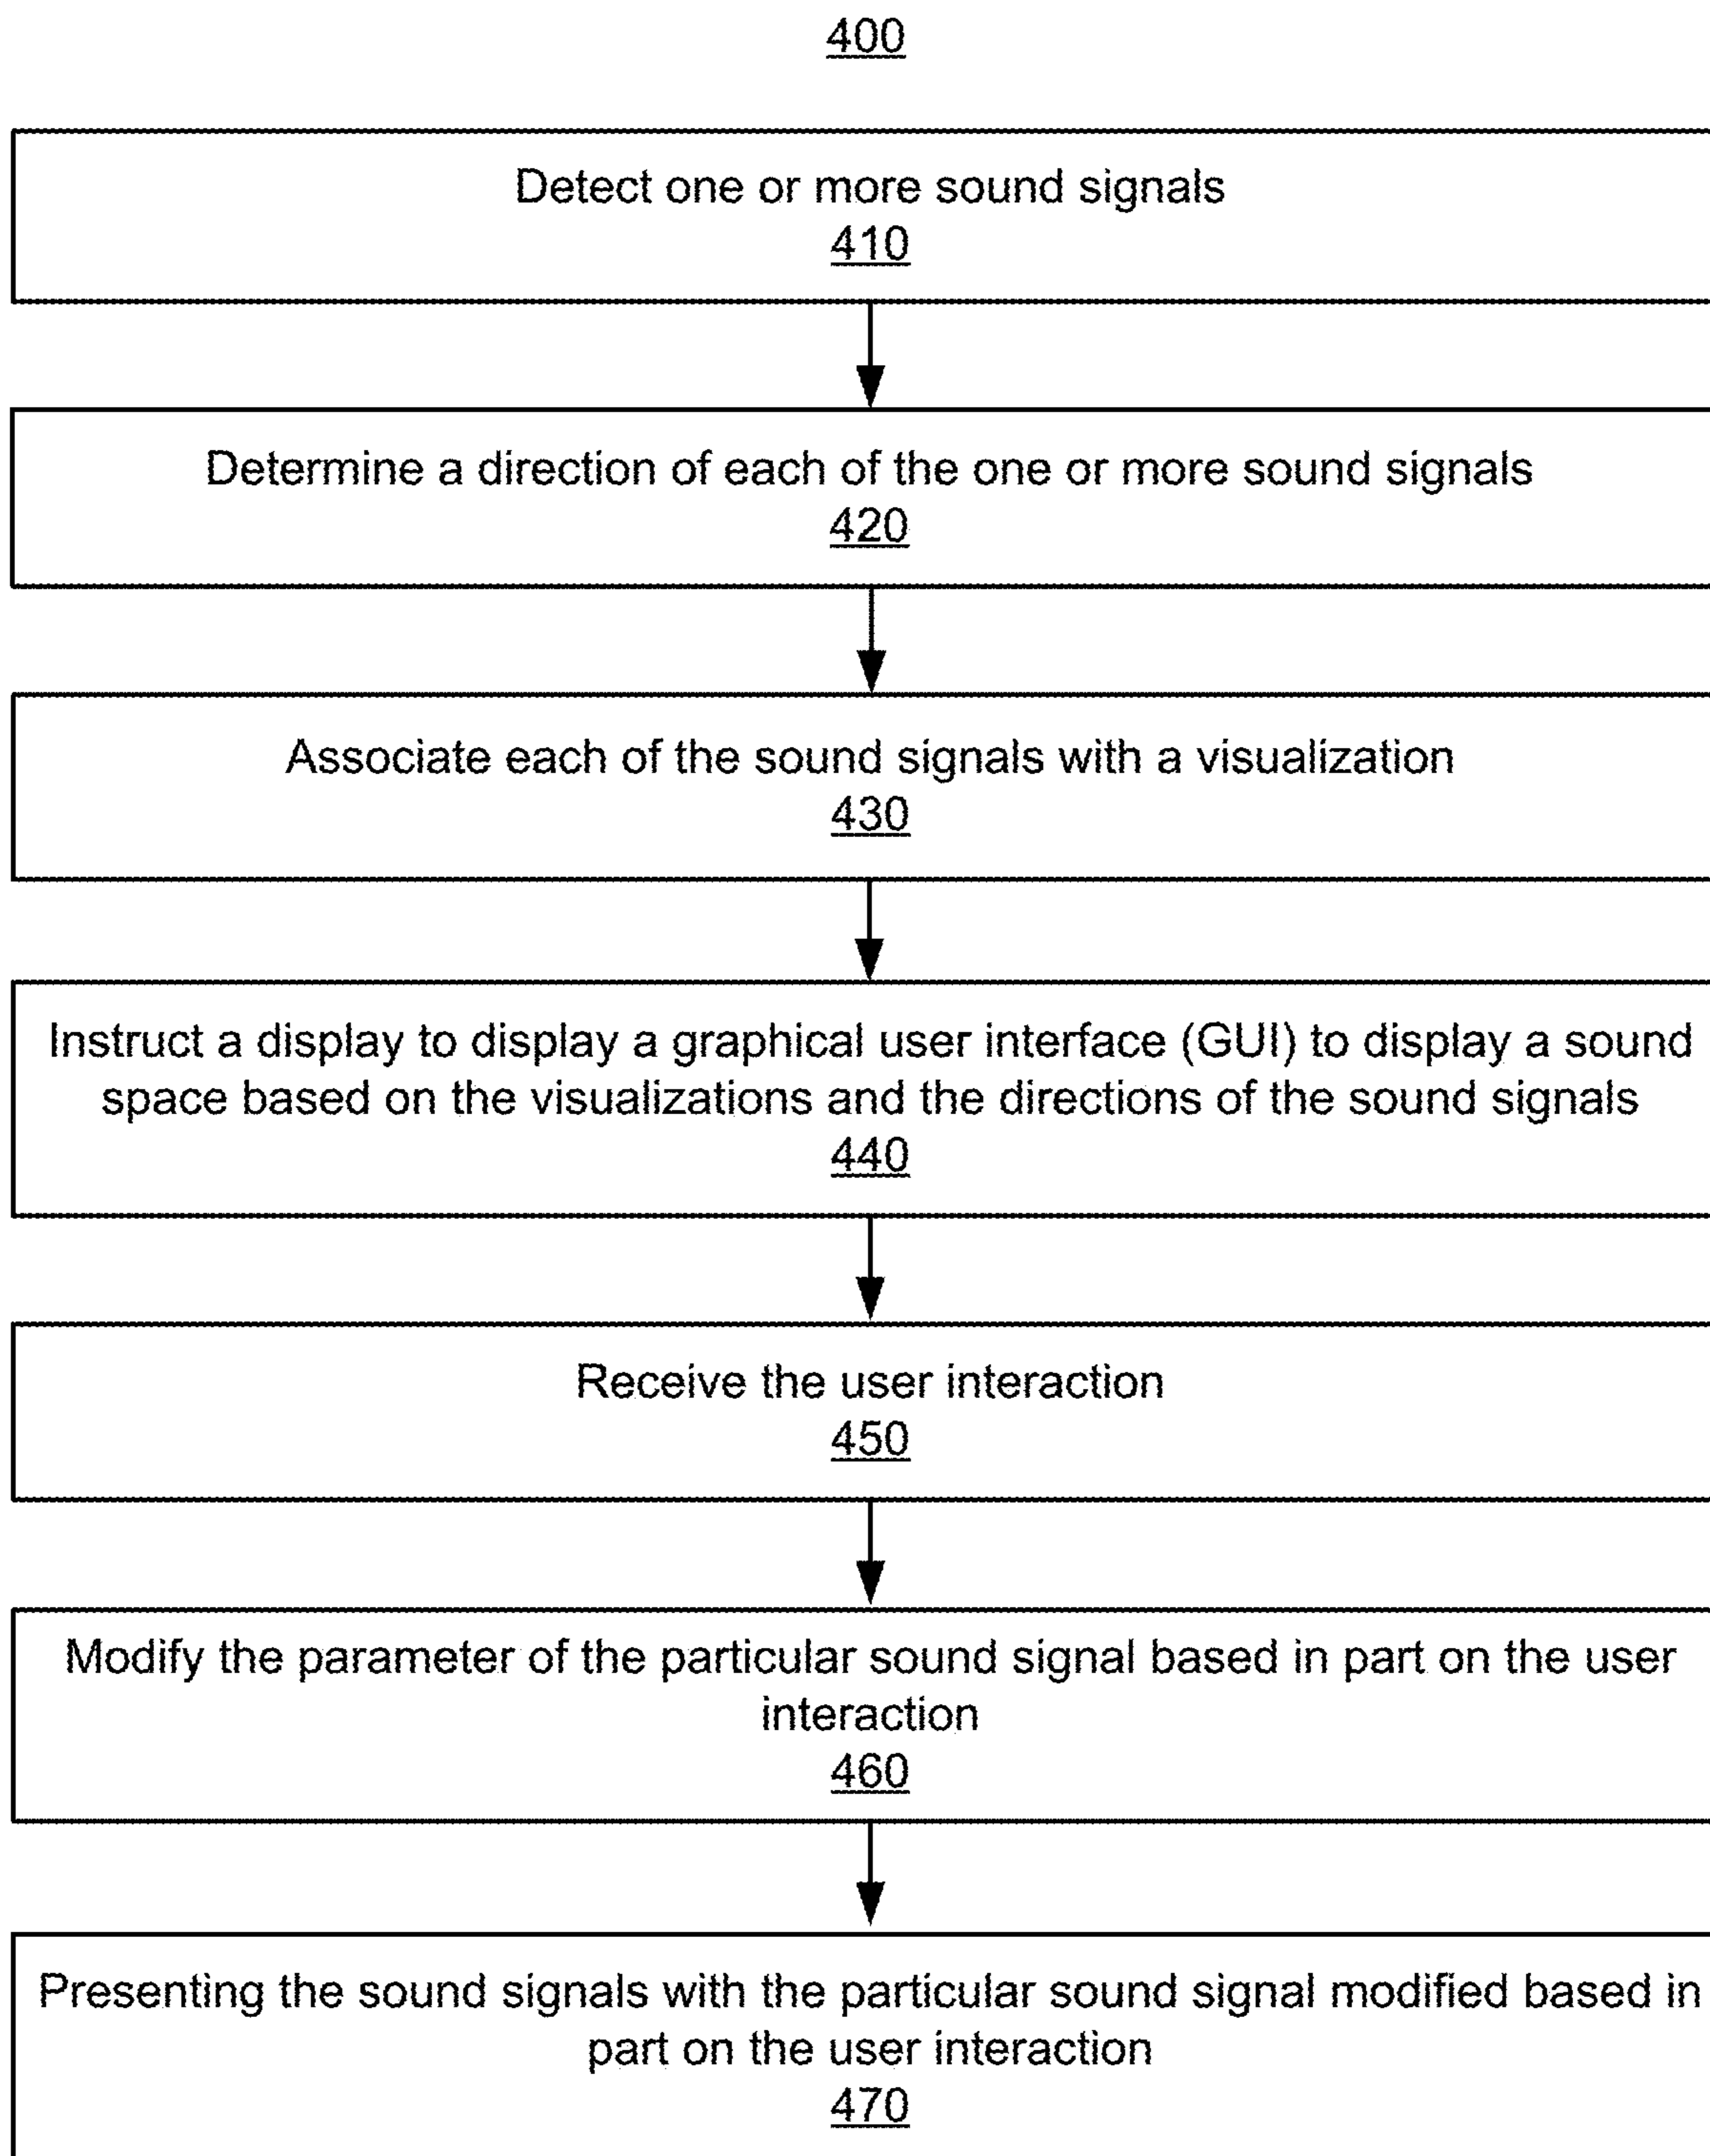 400
Detect one or more sound signals
410
Determine a direction of each of the one or more sound signals
420
Associate each of the sound signals with a visualization
430
Instruct a display to display a graphical user interface (GUI) to display a sound
space based on the visualizations and the directions of the sound signals
440
Receive the user interaction
450
Modify the parameter of the particular sound signal based in part on the user
interaction
460
Presenting the sound signals with the particular sound signal modified based in
part on the user interaction
470